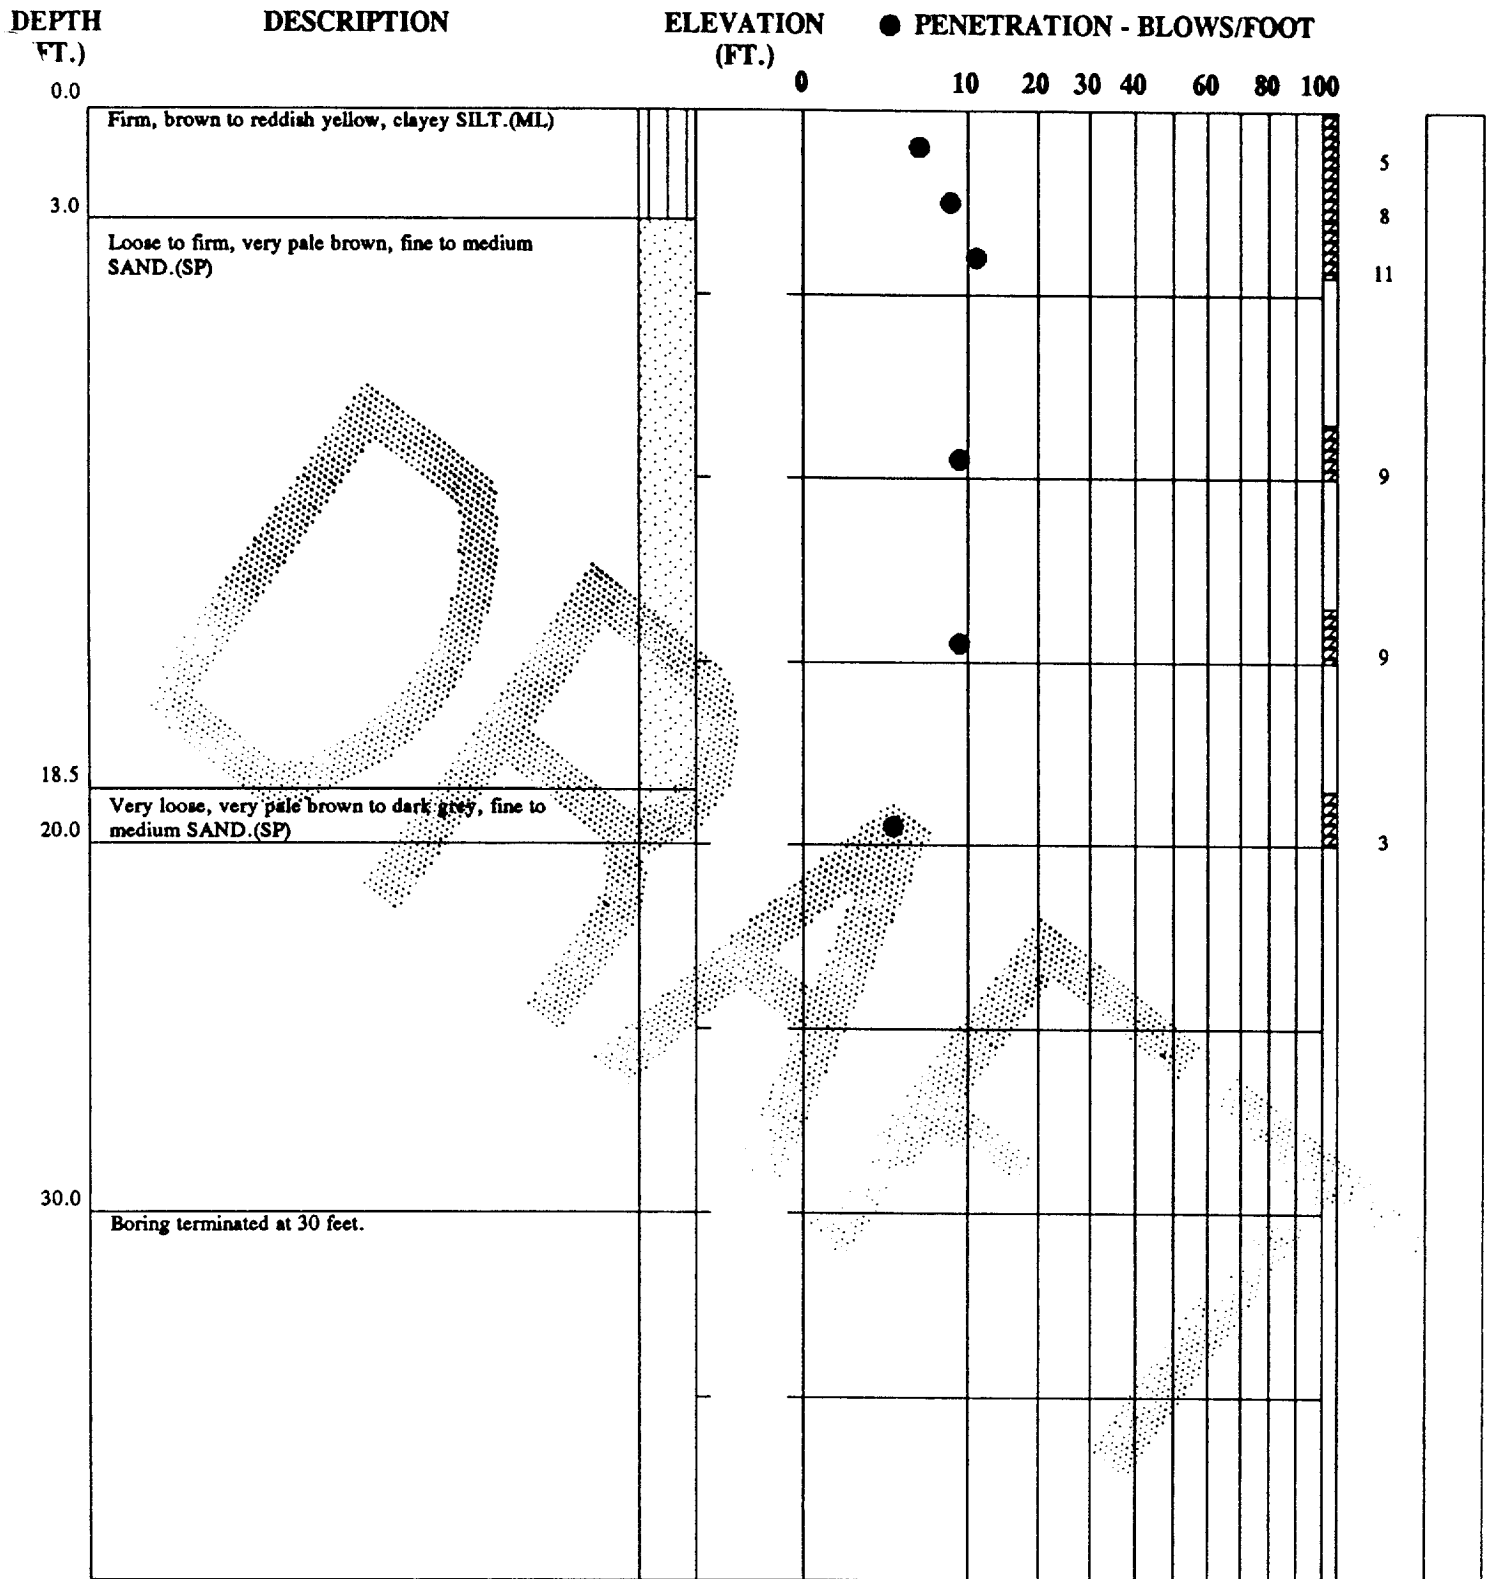 DEPTH DESCRIPTION ELEVATION ● PENETRATION - BLOWS/FOOT
FT.) (FT.)
0 10 20 30 40 60 80 100
0.0
Firm, brown to reddish yellow, clayey SILT.(ML)
5
3.0
8
Loose to firm, very pale brown, fine to medium
SAND.(SP)
11
9
9
18.5
Very loose, very pale brown to dark grey, fine to
medium SAND.(SP)
20.0
3
30.0
Boring terminated at 30 feet.
DRAFT